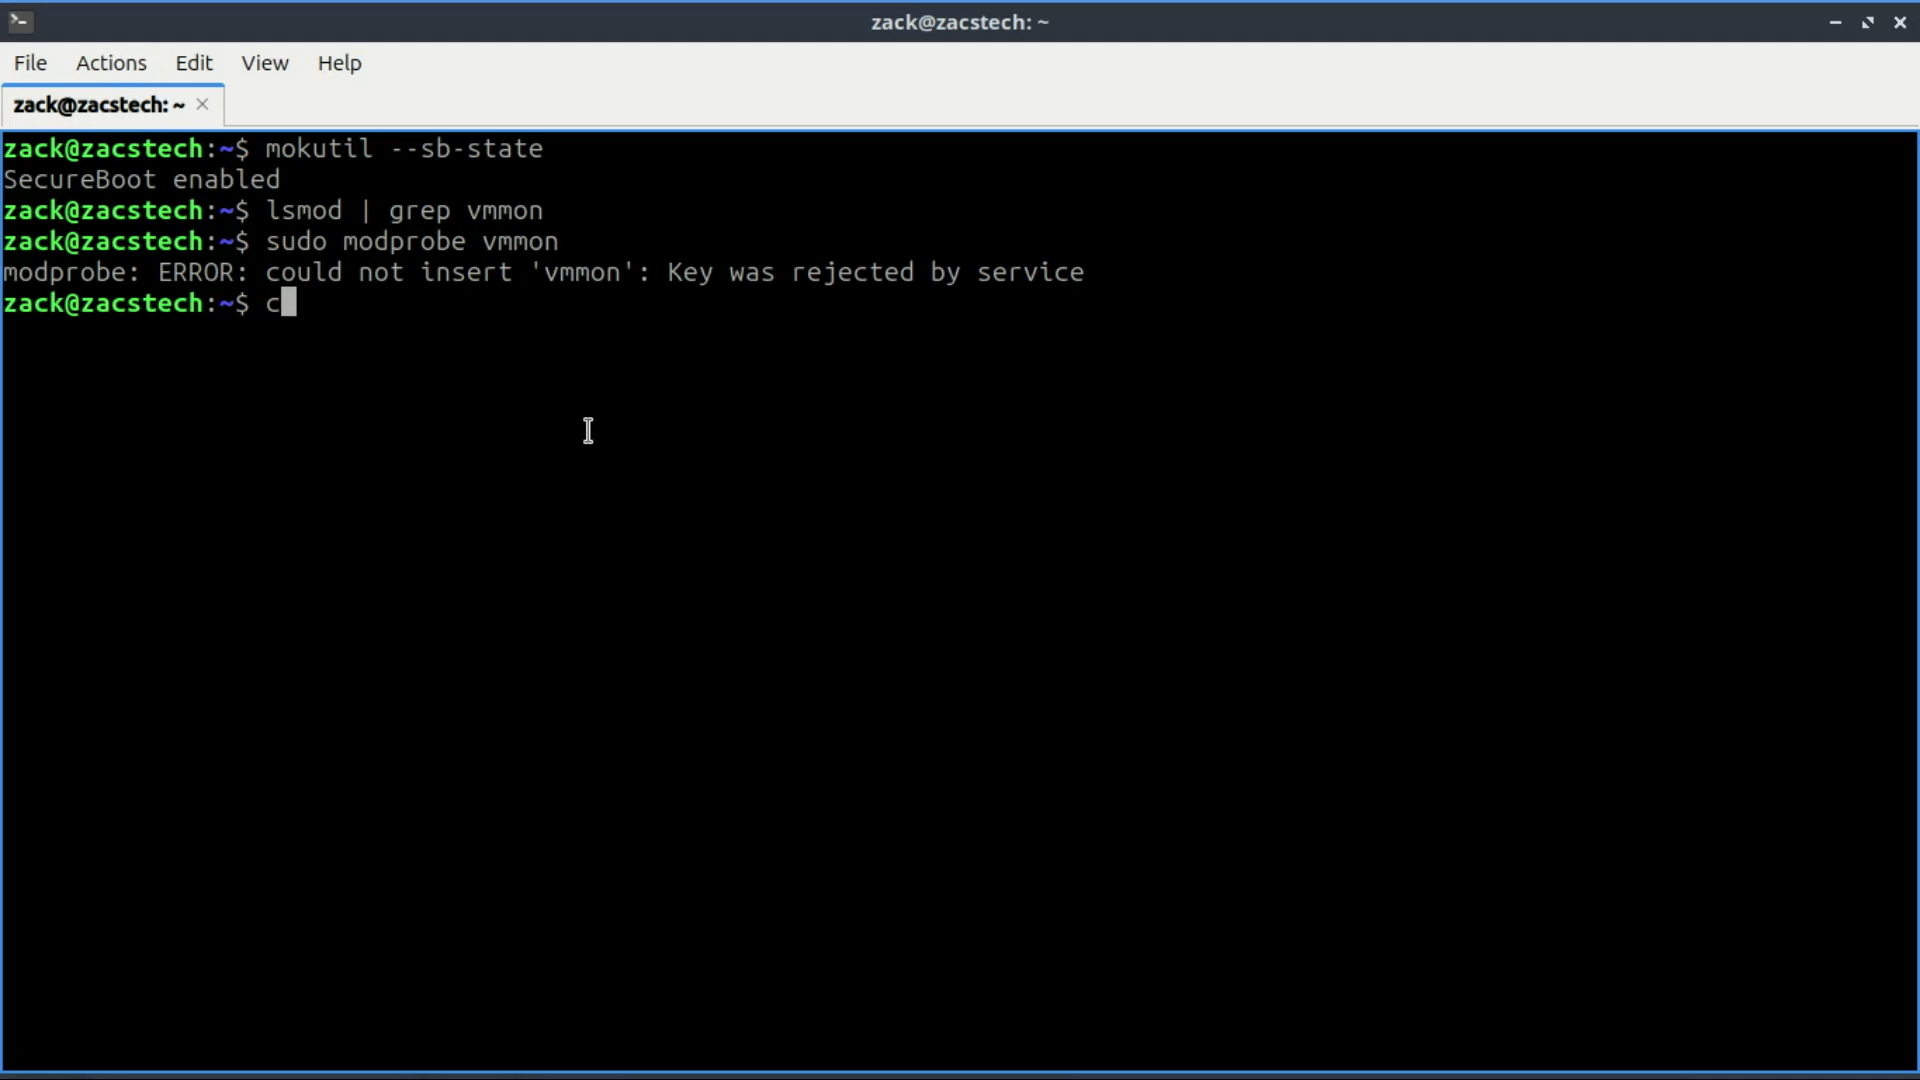 zack@zacstech: ~
File Actions Edit View Help
zack@zacstech: ~
zack@zacstech:~$ mokutil --sb-state
SecureBoot enabled
zack@zacstech:~$ lsmod | grep vmmon
zack@zacstech:~$ sudo modprobe vmmon
modprobe: ERROR: could not insert 'vmmon': Key was rejected by service
zack@zacstech:~$ c